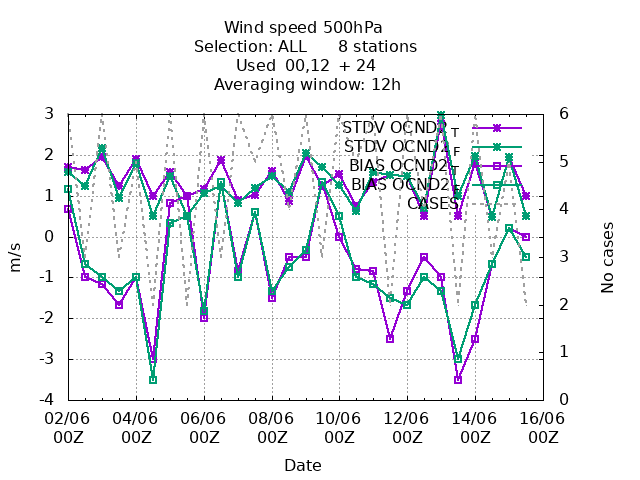 Wind speed 500hPa
Selection: ALL 8 stations
Used 00,12 + 24
Averaging window: 12h
3
2
1
0
-1
-2
-3
-4
m/s
6
5
4
3
2
1
0
No cases
STDV OCND2_T
STDV OCND2_F
BIAS OCND2_T
BIAS OCND2_F
CASES
02/06 04/06 06/06 08/06 10/06 12/06 14/06 16/06
00Z 00Z 00Z 00Z 00Z 00Z 00Z 00Z
Date